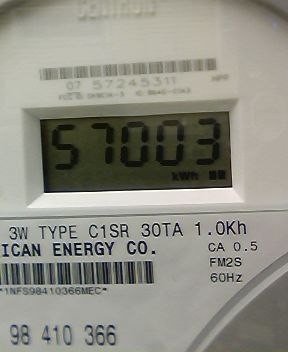 Centron
07 57245311
57003
kWh
3W TYPE C1SR 30TA 1.0Kh
ICAN ENERGY CO.
CA 0.5
FM2S
60Hz
*1NFS98410366MEC*
98 410 366